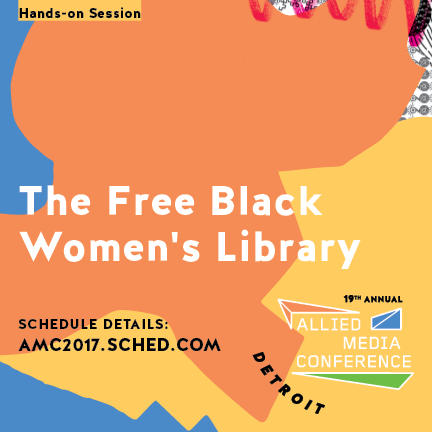 Hands-on Session
The Free Black
Women's Library
SCHEDULE DETAILS:
AMC2017.SCHED.COM
19TH ANNUAL
ALLIED
MEDIA
CONFERENCE
DETROIT